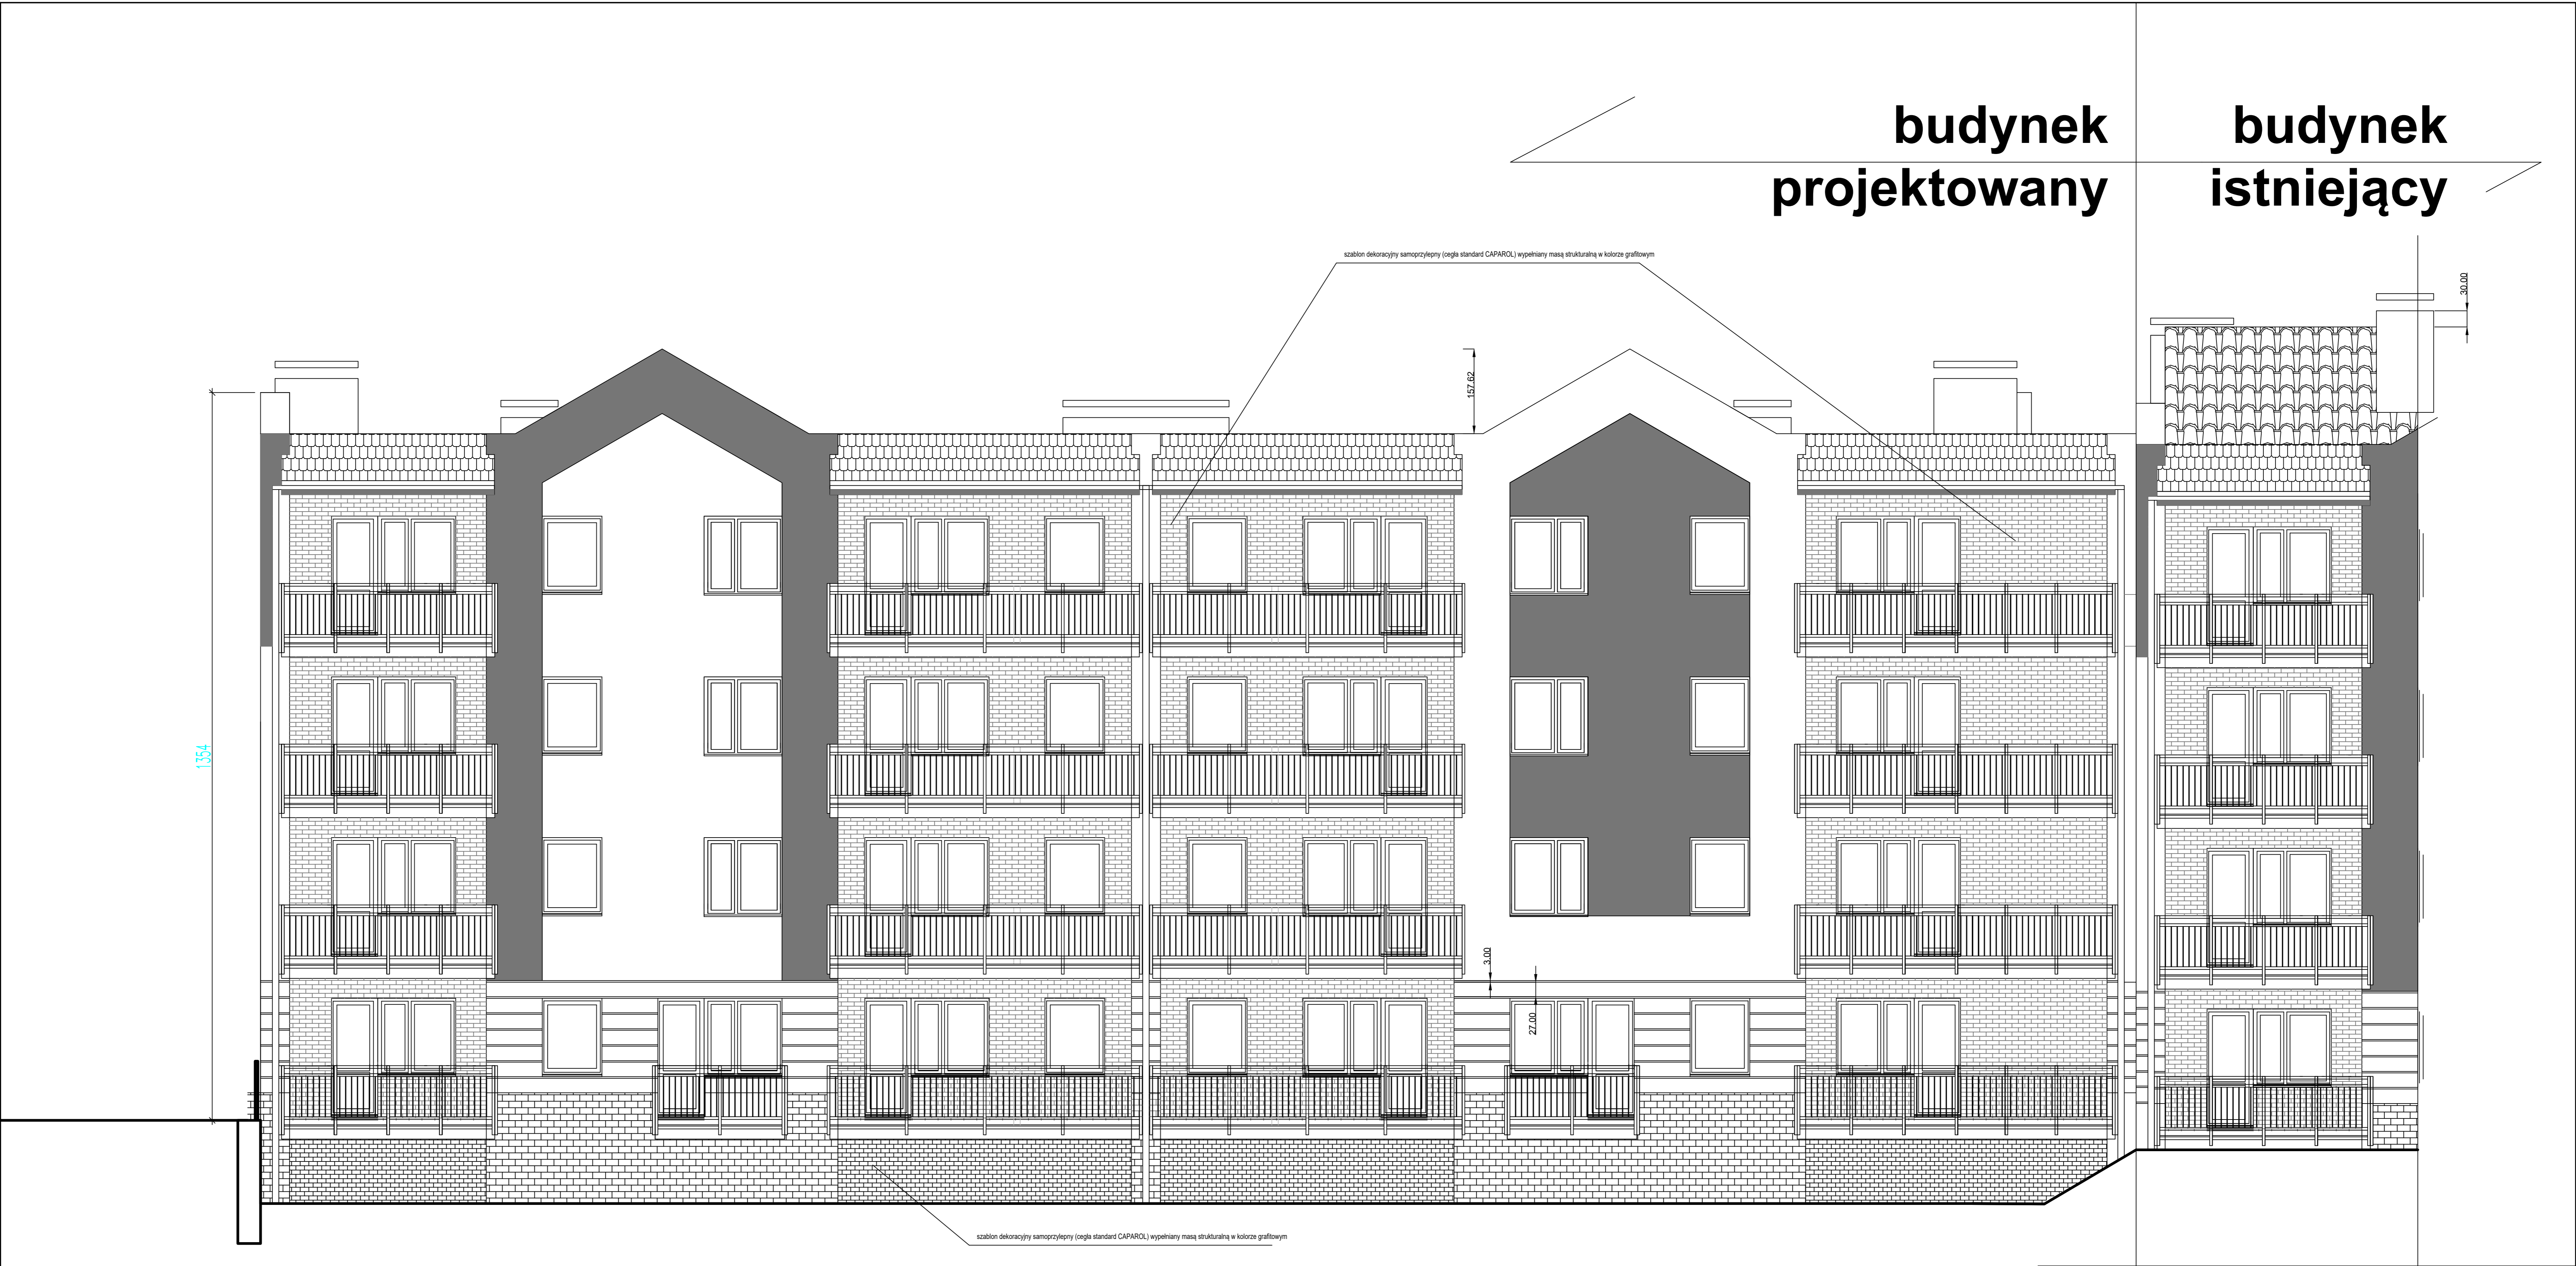 budynek
projektowany
budynek
istniejący
szablon dekoracyjny samoprzylepny (cegła standard CAPAROL) wypełniany masą strukturalną w kolorze grafitowym
30.00
157.62
1354
3.00
27.00
szablon dekoracyjny samoprzylepny (cegła standard CAPAROL) wypełniany masą strukturalną w kolorze grafitowym